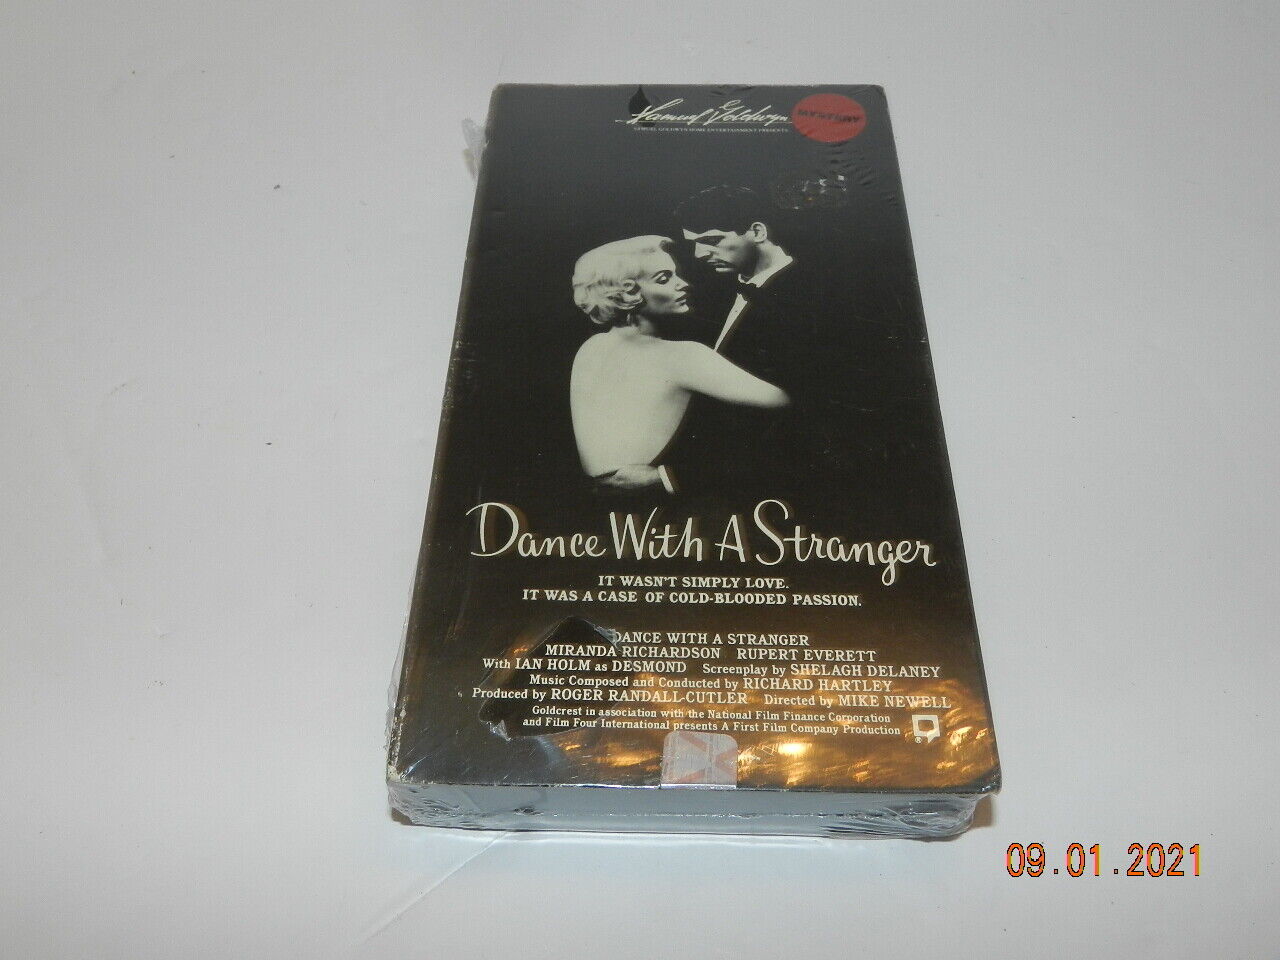 Samuel Goldwyn
SAMUEL GOLDWYN HOME ENTERTAINMENT PRESENTS
MYSTERY
Dance With A Stranger
IT WASN'T SIMPLY LOVE.
IT WAS A CASE OF COLD-BLOODED PASSION.
DANCE WITH A STRANGER
MIRANDA RICHARDSON RUPERT EVERETT
With IAN HOLM as DESMOND Screenplay by SHELAGH DELANEY
Music Composed and Conducted by RICHARD HARTLEY
Produced by ROGER RANDALL-CUTLER Directed by MIKE NEWELL
Goldcrest in association with the National Film Finance Corporation
and Film Four International presents A First Film Company Production
®
09.01.2021